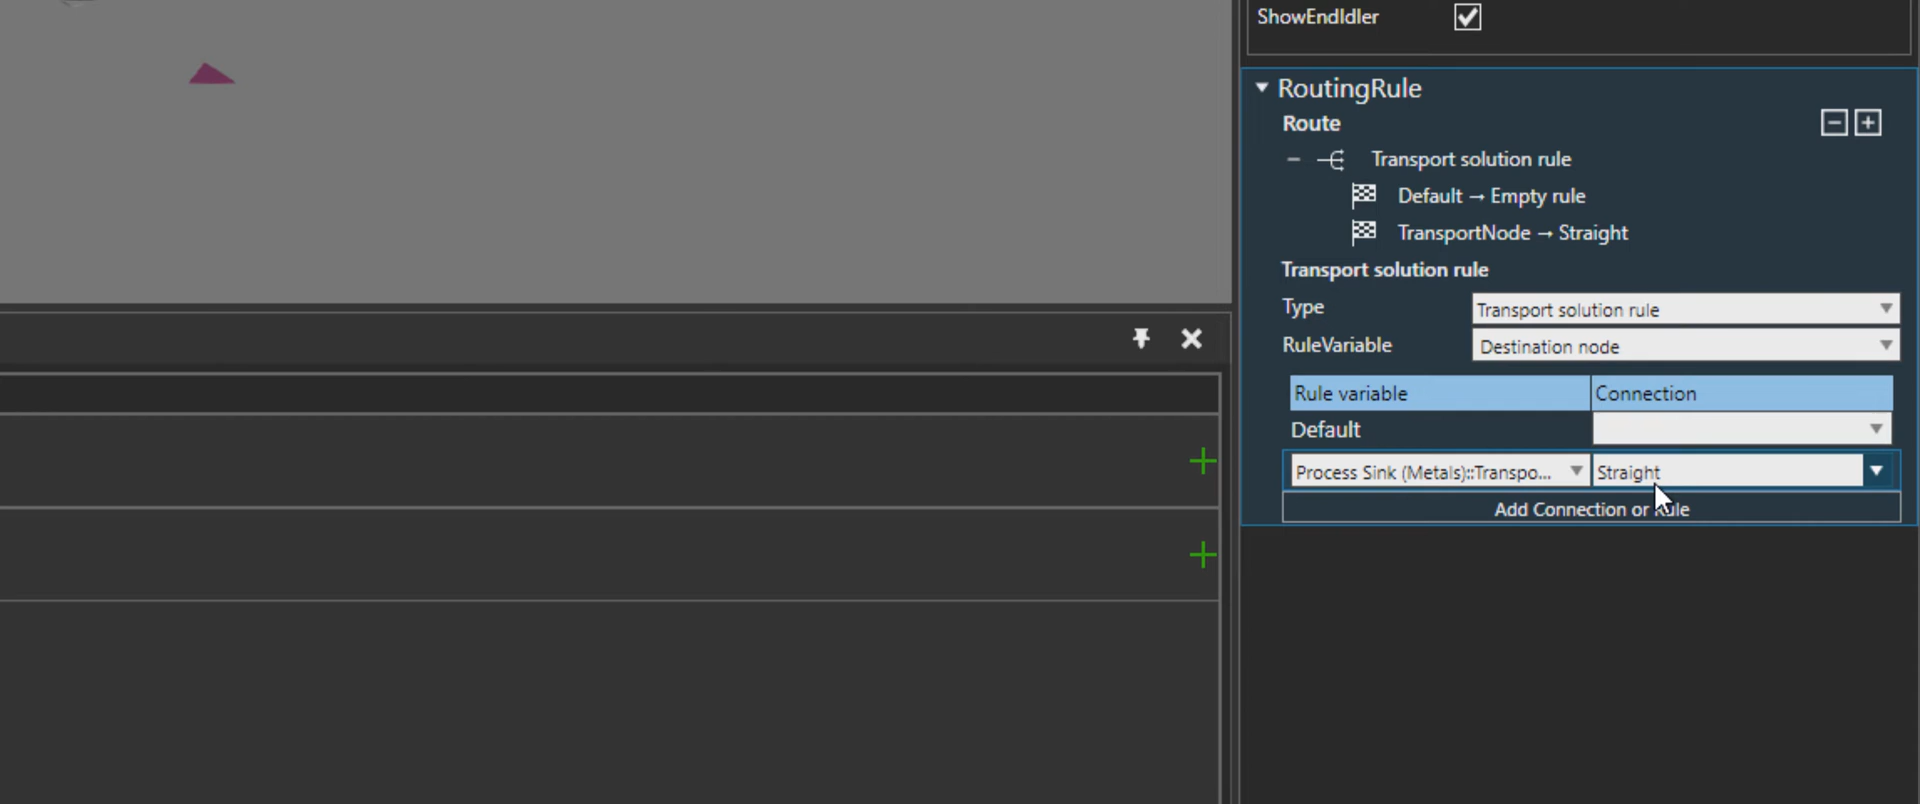 ShowEndIdler
RoutingRule
Route
Transport solution rule
Default → Empty rule
TransportNode → Straight
Transport solution rule
Type Transport solution rule
RuleVariable Destination node
Rule variable Connection
Default
Process Sink (Metals)::Transpo... Straight
Add Connection or Rule